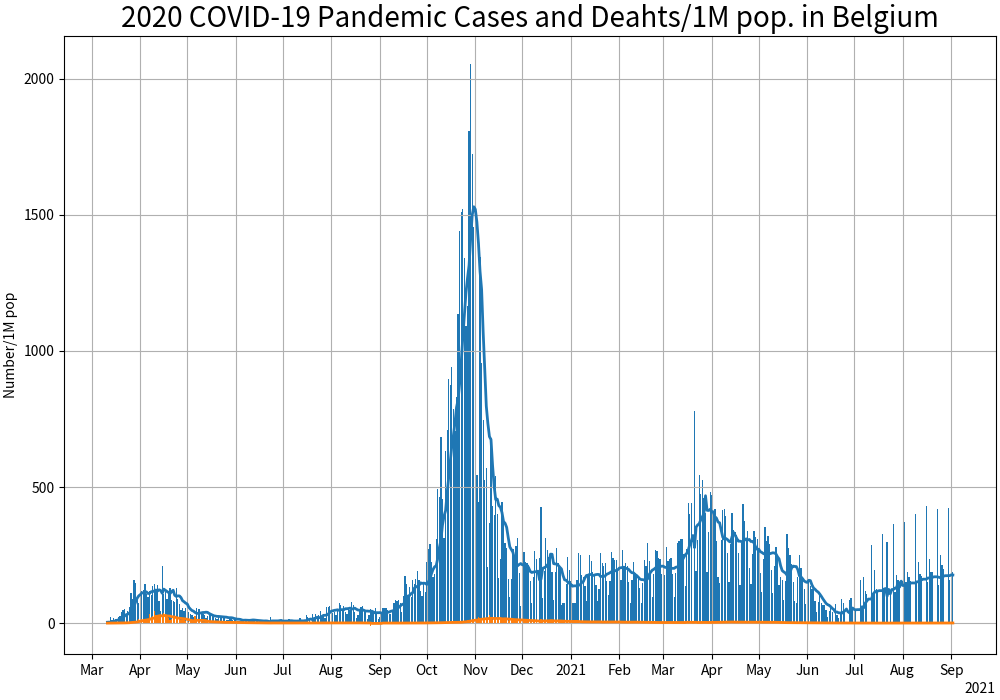 2020 COVID-19 Pandemic Cases and Deahts/1M pop. in Belgium
Number/1M pop
2000
1500
1000
500
0
Mar Apr May Jun Jul Aug Sep Oct Nov Dec 2021 Feb Mar Apr May Jun Jul Aug Sep
2021